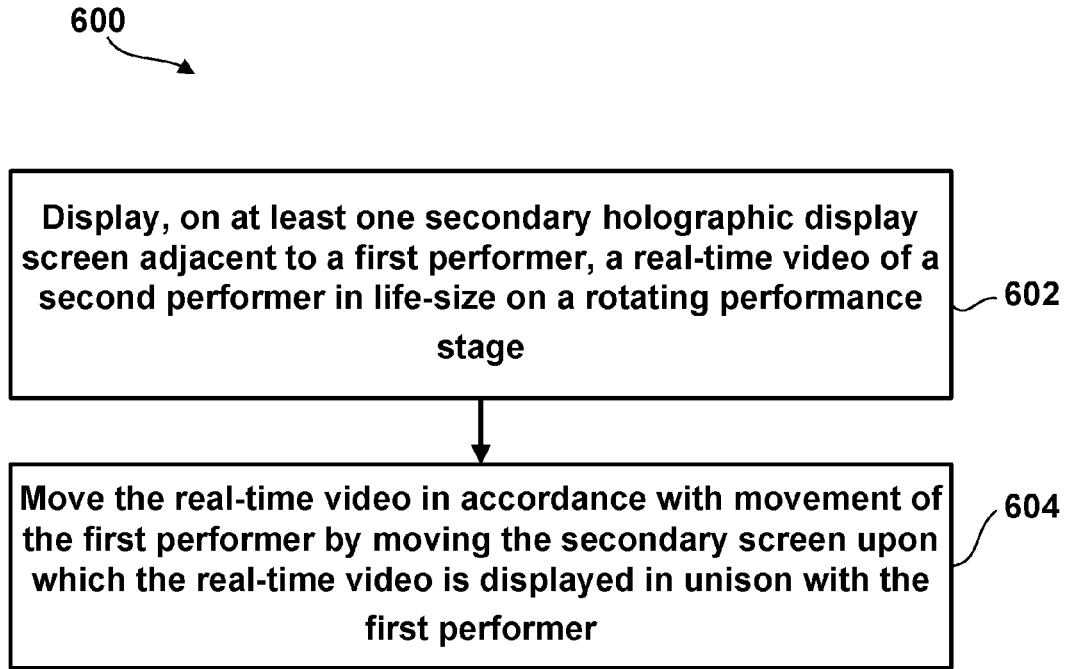 600
Display, on at least one secondary holographic display
screen adjacent to a first performer, a real-time video of a
second performer in life-size on a rotating performance
stage
602
Move the real-time video in accordance with movement of
the first performer by moving the secondary screen upon
which the real-time video is displayed in unison with the
first performer
604